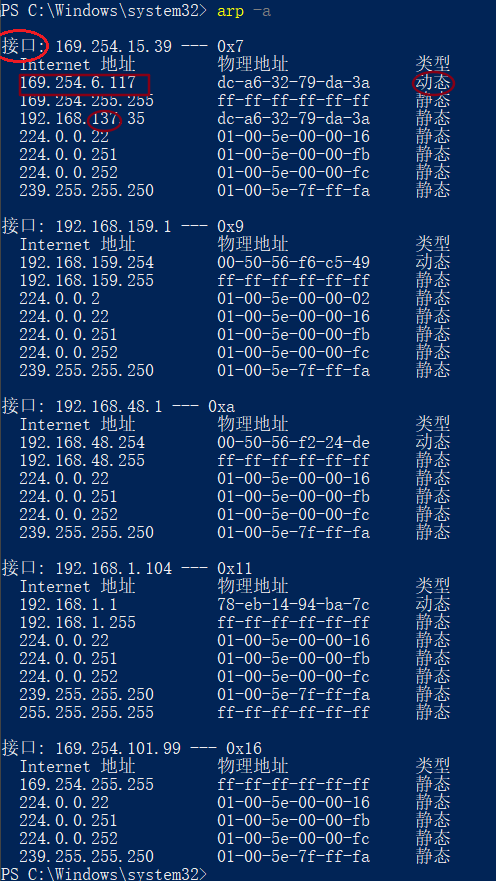 PS C:\Windows\system32> arp -a
接口: 169.254.15.39 --- 0x7
Internet 地址 物理地址 类型
169.254.6.117 dc-a6-32-79-da-3a 动态
169.254.255.255 ff-ff-ff-ff-ff-ff 静态
192.168.137.35 dc-a6-32-79-da-3a 静态
224.0.0.22 01-00-5e-00-00-16 静态
224.0.0.251 01-00-5e-00-00-fb 静态
224.0.0.252 01-00-5e-00-00-fc 静态
239.255.255.250 01-00-5e-7f-ff-fa 静态
接口: 192.168.159.1 --- 0x9
Internet 地址 物理地址 类型
192.168.159.254 00-50-56-f6-c5-49 动态
192.168.159.255 ff-ff-ff-ff-ff-ff 静态
224.0.0.2 01-00-5e-00-00-02 静态
224.0.0.22 01-00-5e-00-00-16 静态
224.0.0.251 01-00-5e-00-00-fb 静态
224.0.0.252 01-00-5e-00-00-fc 静态
239.255.255.250 01-00-5e-7f-ff-fa 静态
接口: 192.168.48.1 --- 0xa
Internet 地址 物理地址 类型
192.168.48.254 00-50-56-f2-24-de 动态
192.168.48.255 ff-ff-ff-ff-ff-ff 静态
224.0.0.22 01-00-5e-00-00-16 静态
224.0.0.251 01-00-5e-00-00-fb 静态
224.0.0.252 01-00-5e-00-00-fc 静态
239.255.255.250 01-00-5e-7f-ff-fa 静态
接口: 192.168.1.104 --- 0x11
Internet 地址 物理地址 类型
192.168.1.1 78-eb-14-94-ba-7c 动态
192.168.1.255 ff-ff-ff-ff-ff-ff 静态
224.0.0.22 01-00-5e-00-00-16 静态
224.0.0.251 01-00-5e-00-00-fb 静态
224.0.0.252 01-00-5e-00-00-fc 静态
239.255.255.250 01-00-5e-7f-ff-fa 静态
255.255.255.255 ff-ff-ff-ff-ff-ff 静态
接口: 169.254.101.99 --- 0x16
Internet 地址 物理地址 类型
169.254.255.255 ff-ff-ff-ff-ff-ff 静态
224.0.0.22 01-00-5e-00-00-16 静态
224.0.0.251 01-00-5e-00-00-fb 静态
224.0.0.252 01-00-5e-00-00-fc 静态
239.255.255.250 01-00-5e-7f-ff-fa 静态
PS C:\Windows\system32>